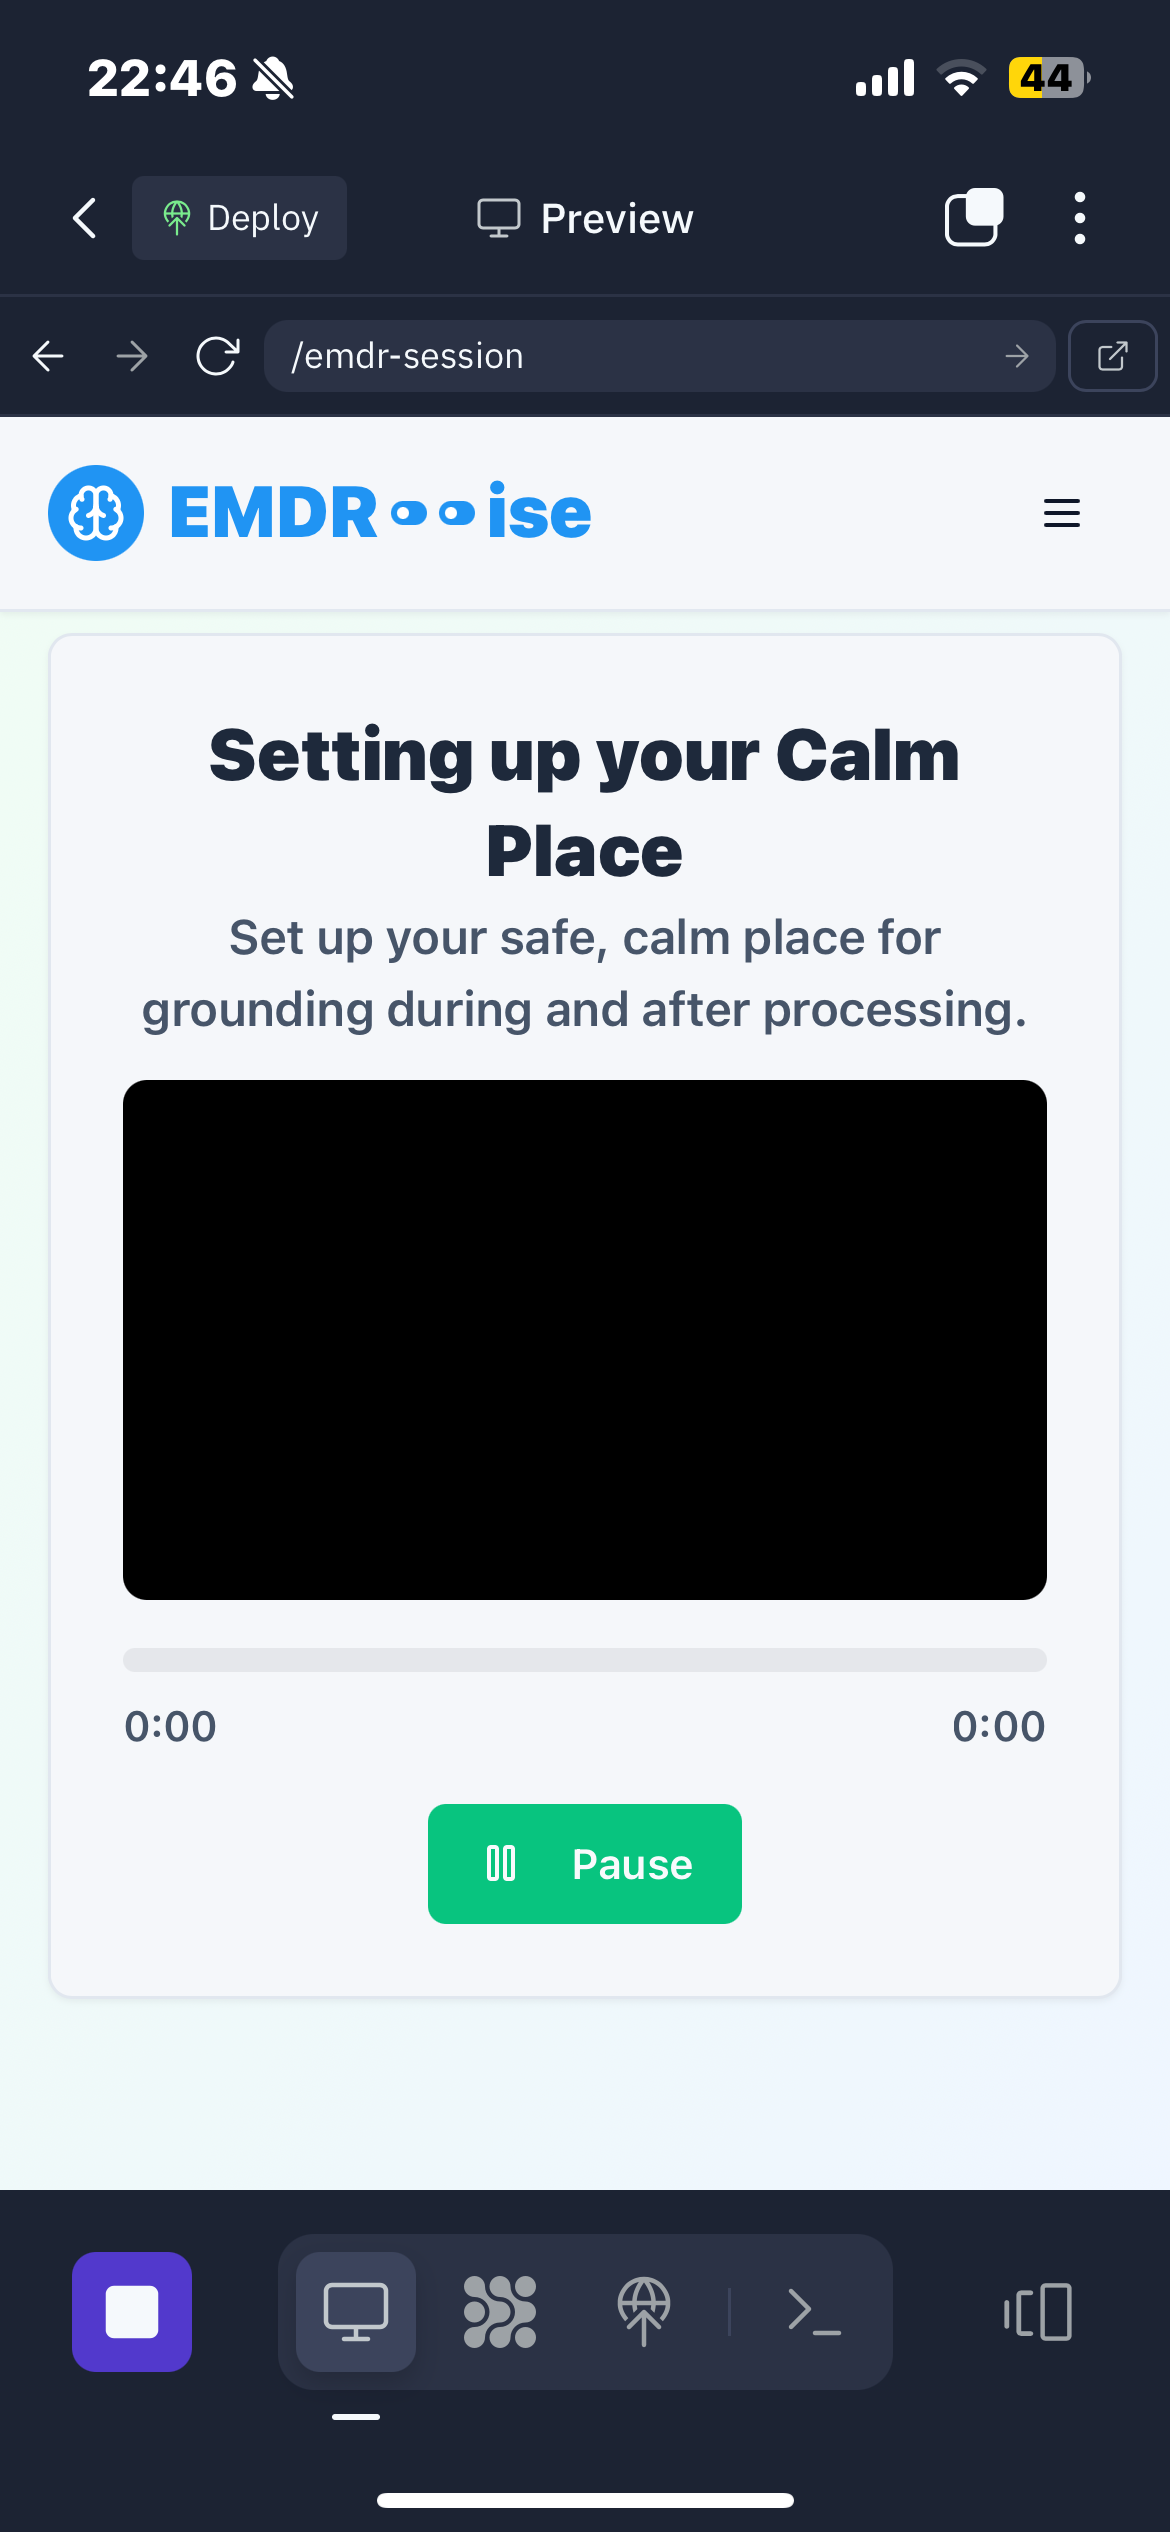 22:46
44
Deploy
Preview
/emdr-session
EMDR ise
Setting up your Calm
Place
Set up your safe, calm place for
grounding during and after processing.
0:00
0:00
Pause